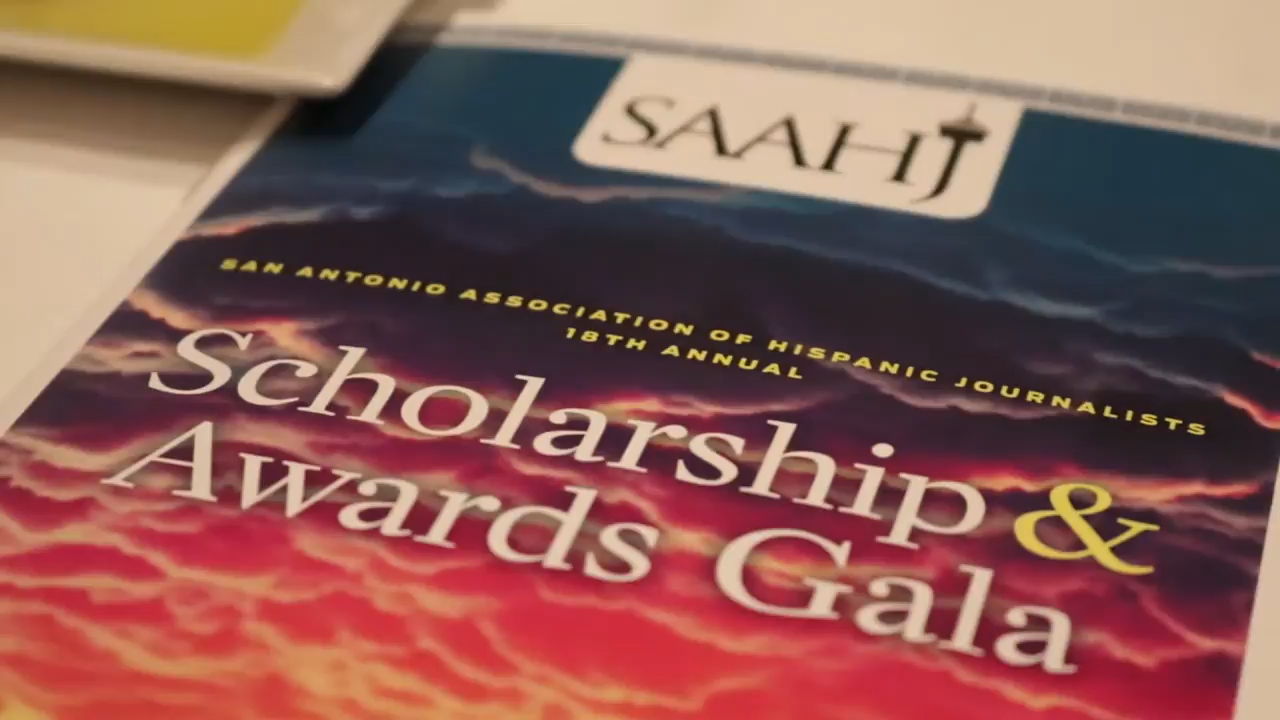 SAAHJ
SAN ANTONIO ASSOCIATION OF HISPANIC JOURNALISTS
18TH ANNUAL
Scholarship &
Awards Gala